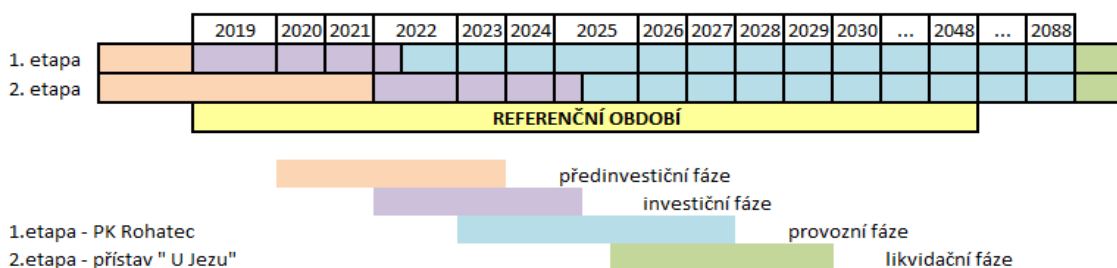 2019 2020 2021 2022 2023 2024 2025 2026 2027 2028 2029 2030 ... 2048 ... 2088
1. etapa
2. etapa
REFERENČNÍ OBDOBÍ
předinvestiční fáze
investiční fáze
1.etapa - PK Rohatec provozní fáze
2.etapa - přístav " U Jezu" likvidační fáze